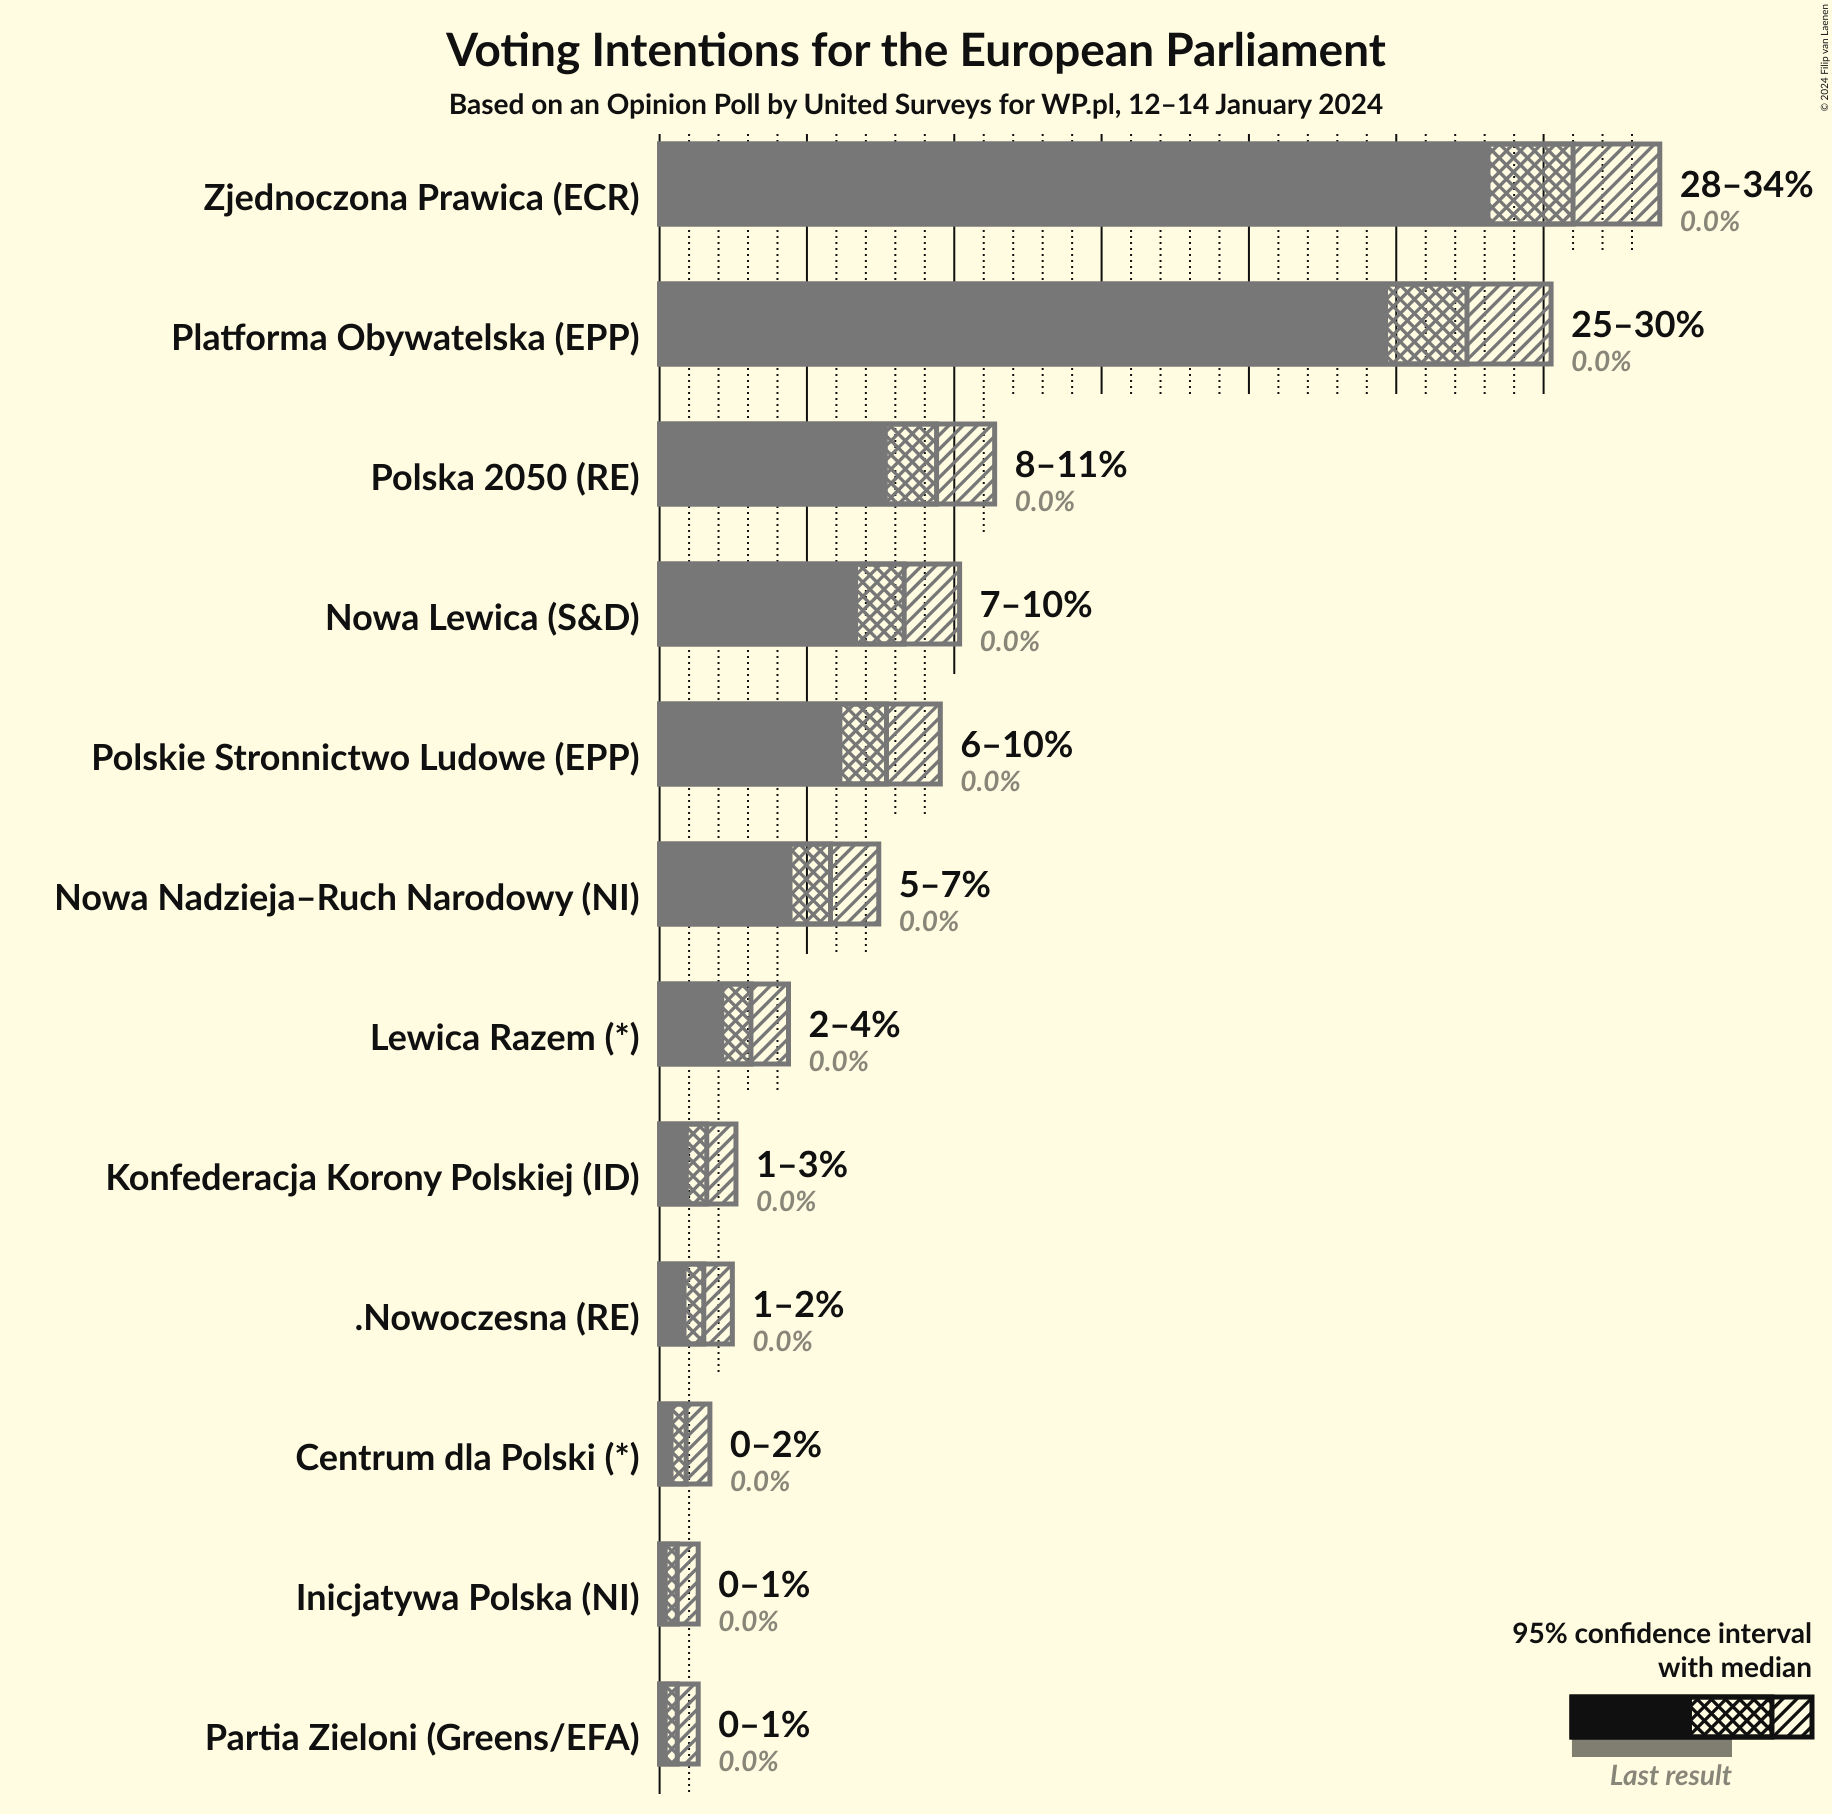 Voting Intentions for the European Parliament
Based on an Opinion Poll by United Surveys for WP.pl, 12–14 January 2024
© 2024 Filip van Laenen
Zjednoczona Prawica (ECR)
28–34%
0.0%
Platforma Obywatelska (EPP)
25–30%
0.0%
Polska 2050 (RE)
8–11%
0.0%
Nowa Lewica (S&D)
7–10%
0.0%
Polskie Stronnictwo Ludowe (EPP)
6–10%
0.0%
Nowa Nadzieja–Ruch Narodowy (NI)
5–7%
0.0%
Lewica Razem (*)
2–4%
0.0%
Konfederacja Korony Polskiej (ID)
1–3%
0.0%
.Nowoczesna (RE)
1–2%
0.0%
Centrum dla Polski (*)
0–2%
0.0%
Inicjatywa Polska (NI)
0–1%
0.0%
Partia Zieloni (Greens/EFA)
0–1%
0.0%
95% confidence interval
with median
Last result